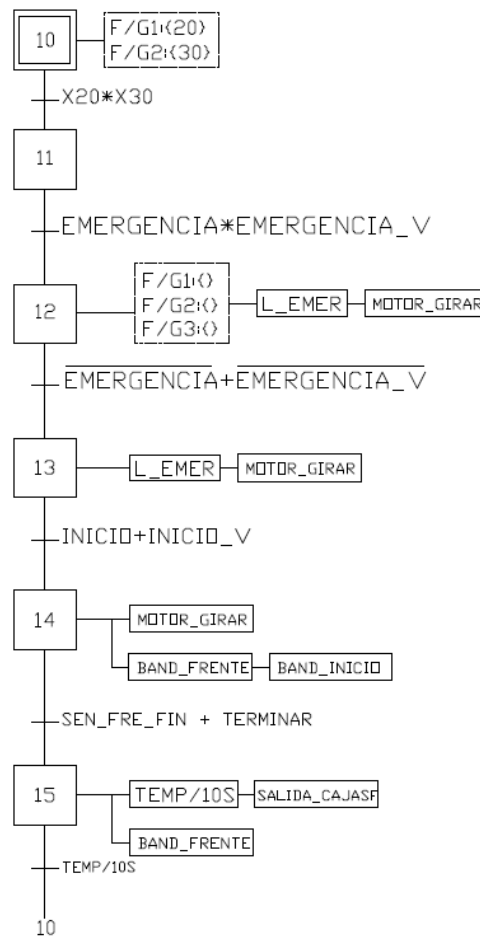 10
F/G1:{20}
F/G2:{30}
X20*X30
11
EMERGENCIA*EMERGENCIA_V
12
F/G1:{}
F/G2:{}
F/G3:{}
L_EMER
MOTOR_GIRAR
EMERGENCIA+EMERGENCIA_V
13
L_EMER
MOTOR_GIRAR
INICIO+INICIO_V
14
MOTOR_GIRAR
BAND_FRENTE
BAND_INICIO
SEN_FRE_FIN + TERMINAR
15
TEMP/10S
SALIDA_CAJASF
BAND_FRENTE
TEMP/10S
10